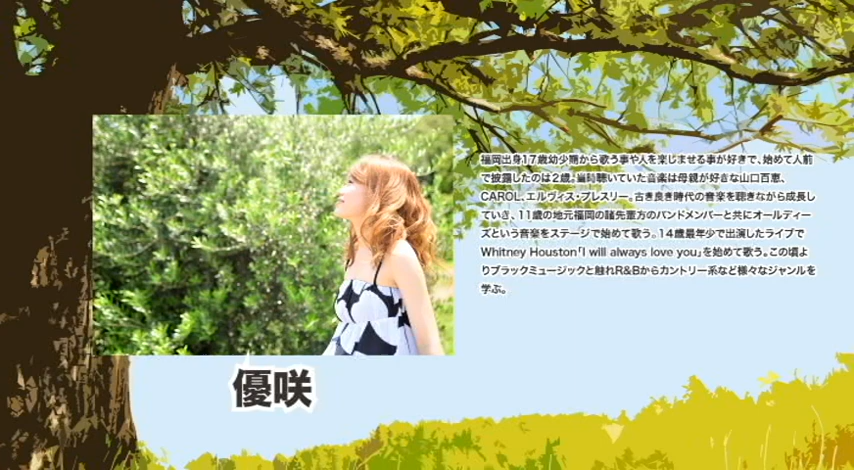 福岡出身17歳幼少期から歌う事や人を楽しませる事が好きで、始めて人前
で披露したのは2歳。当時聴いていた音楽は母親が好きな山口百恵、
CAROL、エルヴィス・プレスリー。古き良き時代の音楽を聴きながら成長し
ていき、11歳の地元福岡の諸先輩方のバンドメンバーと共にオールディー
ズという音楽をステージで始めて歌う。14歳最年少で出演したライブで
Whitney Houston「I will always love you」を始めて歌う。この頃よ
りブラックミュージックと触れR&Bからカントリー系など様々なジャンルを
学ぶ。
優咲